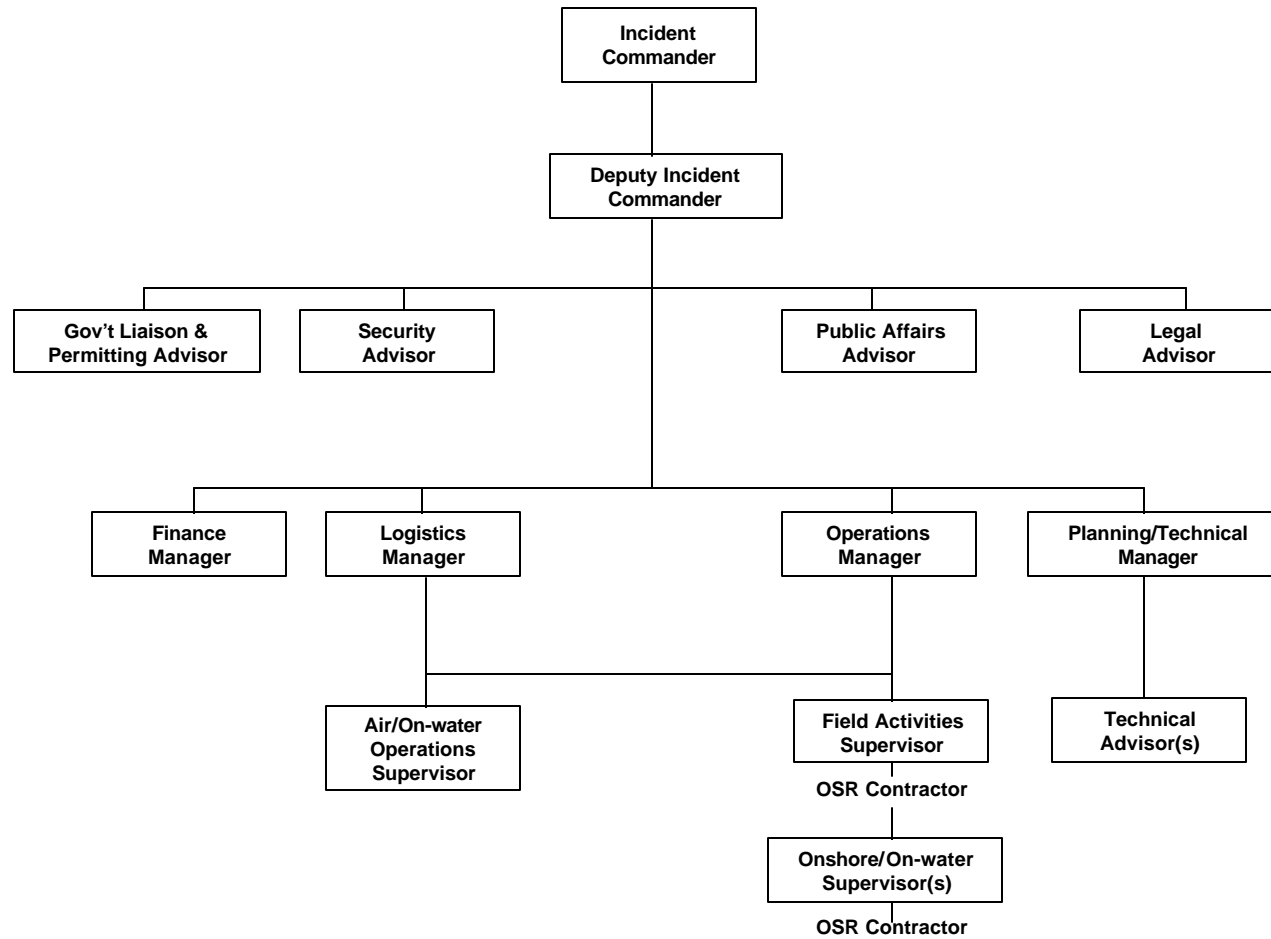 Incident
Commander
Deputy Incident
Commander
Gov't Liaison &
Permitting Advisor
Security
Advisor
Public Affairs
Advisor
Legal
Advisor
Finance
Manager
Logistics
Manager
Operations
Manager
Planning/Technical
Manager
Air/On-water
Operations
Supervisor
Field Activities
Supervisor
Technical
Advisor(s)
OSR Contractor
Onshore/On-water
Supervisor(s)
OSR Contractor